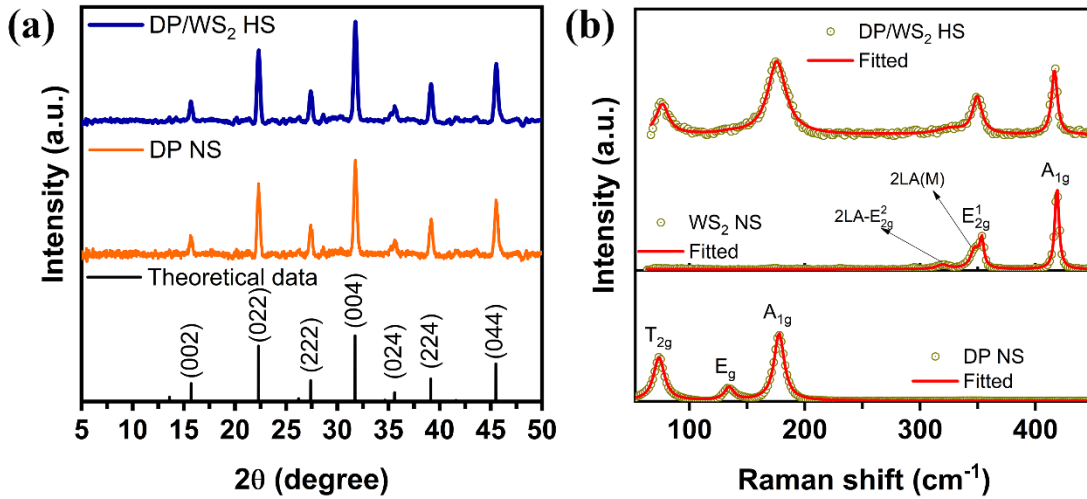 (a)
DP/WS₂ HS
DP NS
Theoretical data
(002)
(022)
(222)
(004)
(024)
(224)
(044)
Intensity (a.u.)
5 10 15 20 25 30 35 40 45 50
2θ (degree)
(b)
DP/WS₂ HS
Fitted
2LA(M)
A₁g
2LA-E²₂g
E¹₂g
WS₂ NS
Fitted
A₁g
T₂g
Eg
DP NS
Fitted
Intensity (a.u.)
100 200 300 400
Raman shift (cm⁻¹)